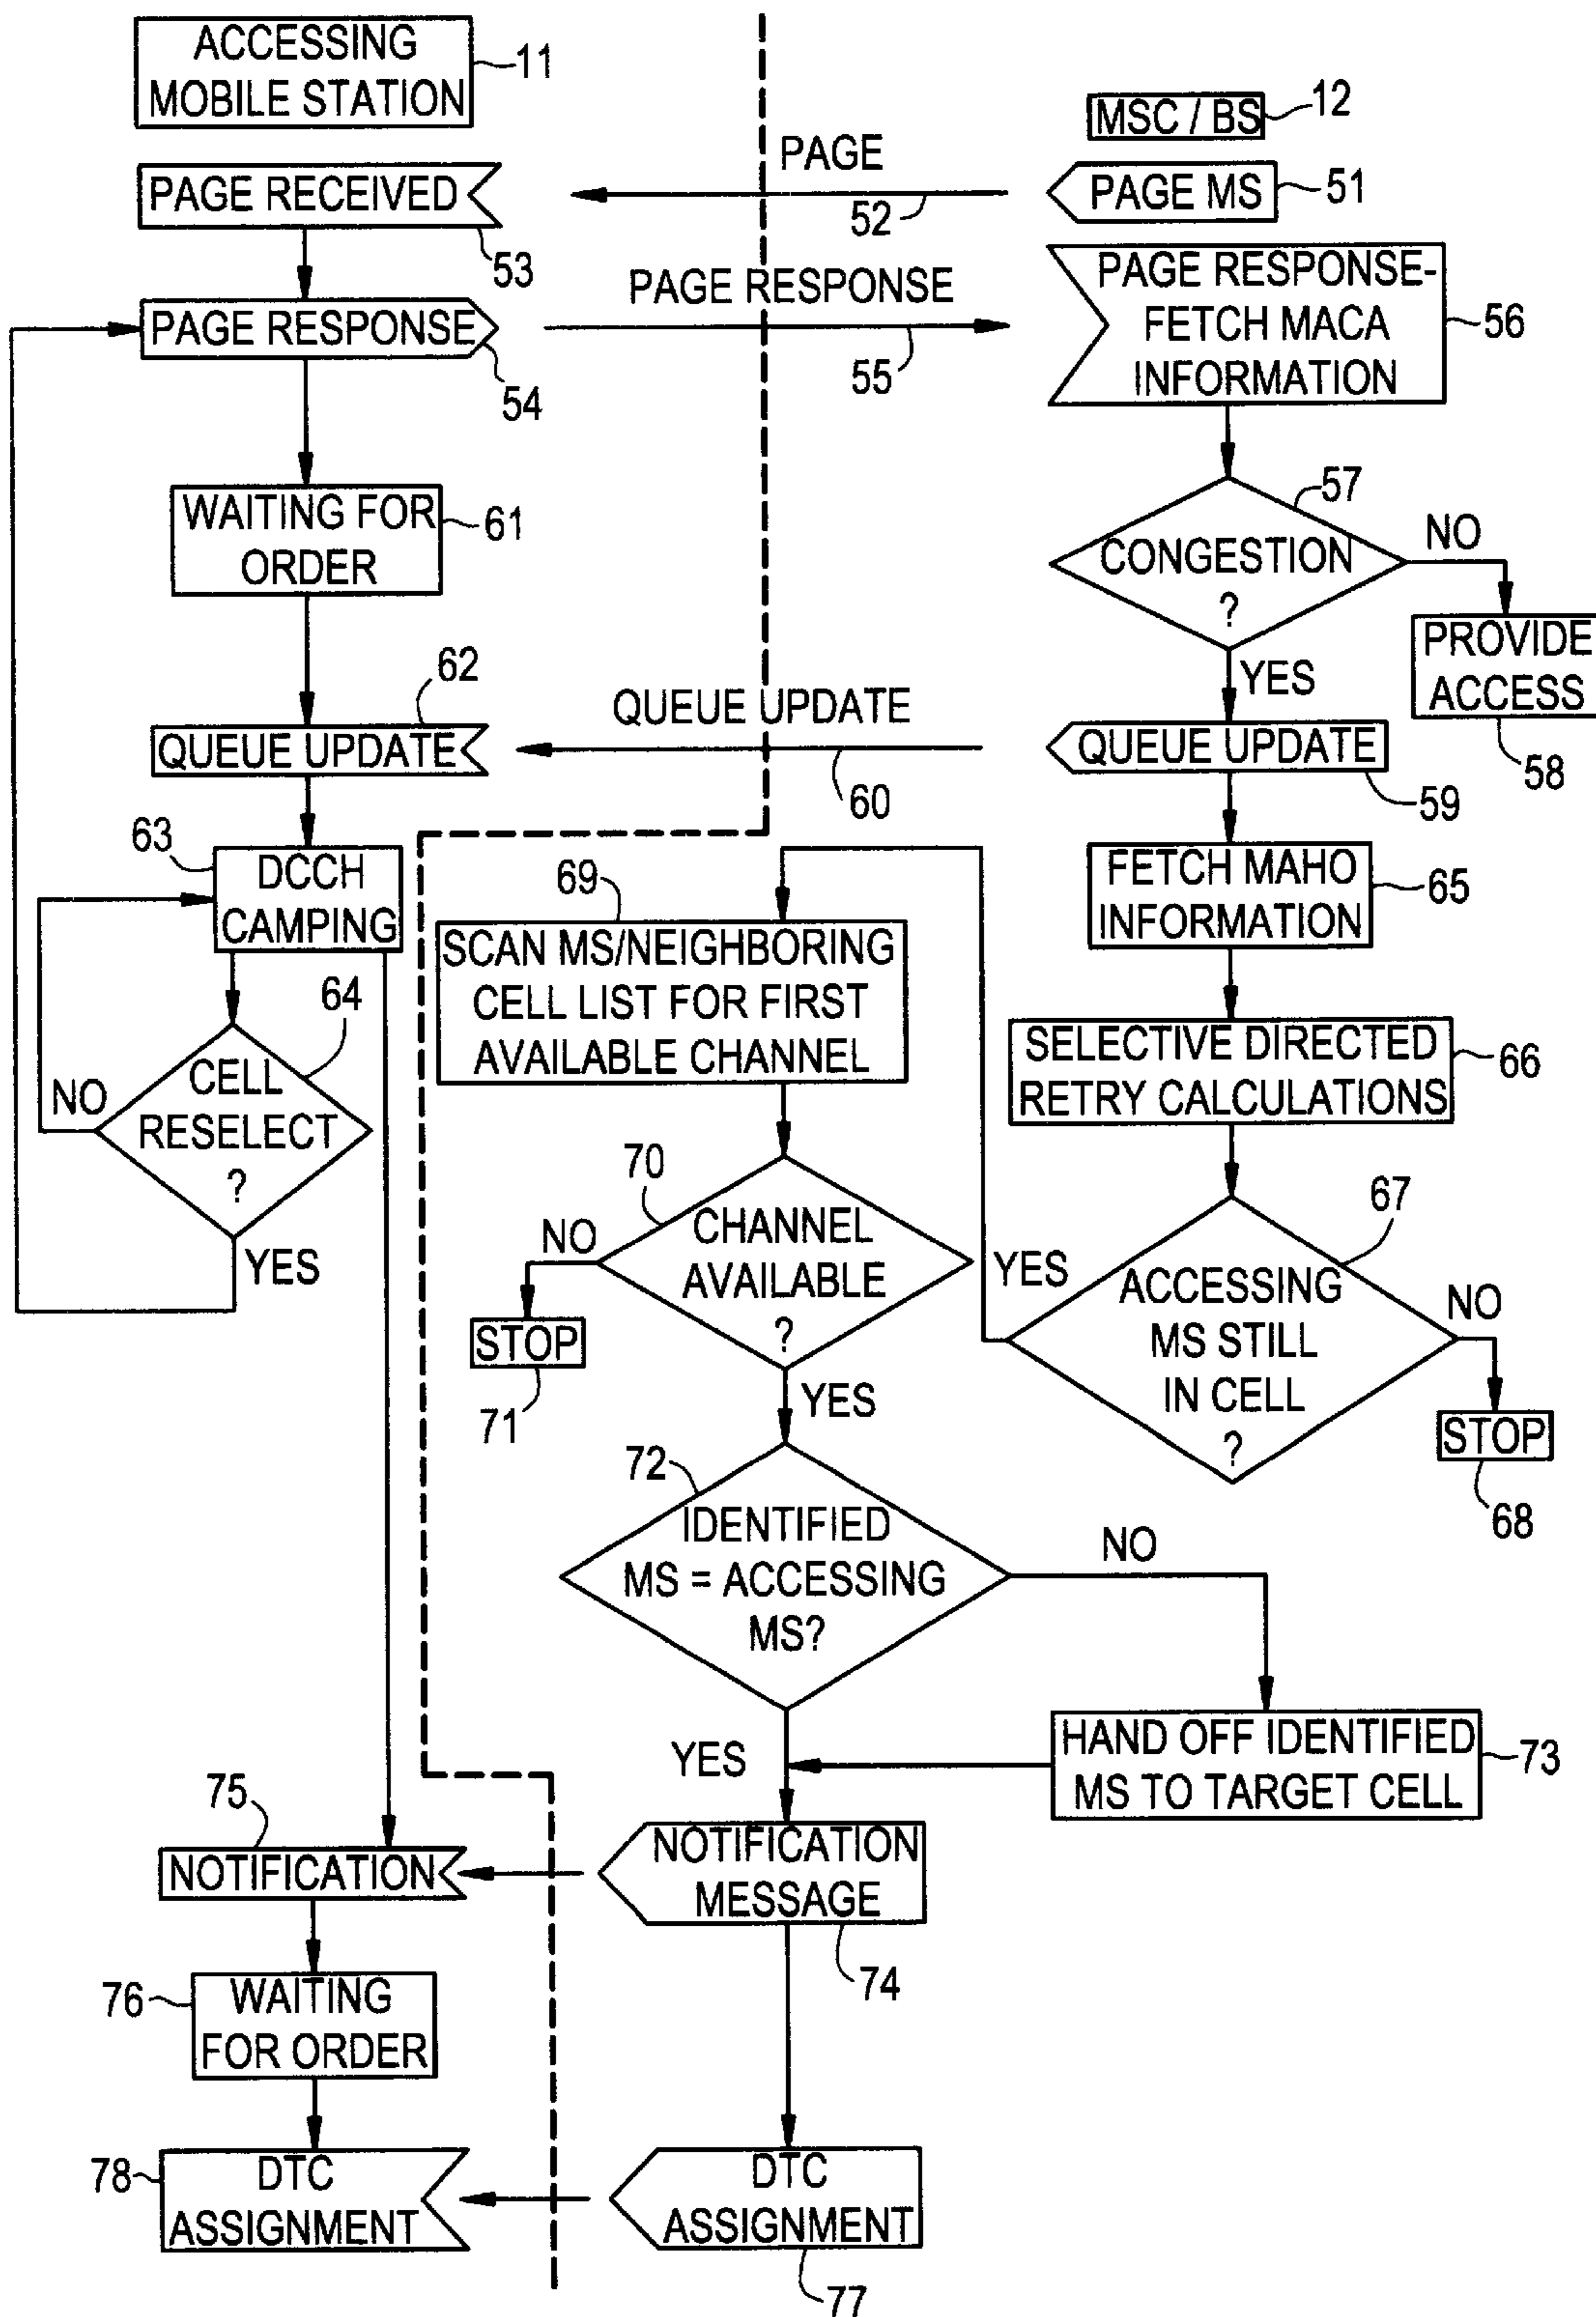 ACCESSING
MOBILE STATION
11
MSC / BS
12
PAGE
PAGE RECEIVED
53
52
PAGE MS
51
PAGE RESPONSE
54
PAGE RESPONSE
55
PAGE RESPONSE-
FETCH MACA
INFORMATION
56
WAITING FOR
ORDER
61
CONGESTION
?
57
NO
YES
PROVIDE
ACCESS
58
62
QUEUE UPDATE
QUEUE UPDATE
60
QUEUE UPDATE
59
63
DCCH
CAMPING
64
CELL
RESELECT
?
NO
YES
FETCH MAHO
INFORMATION
65
SELECTIVE DIRECTED
RETRY CALCULATIONS
66
67
ACCESSING
MS STILL
IN CELL
?
YES
NO
STOP
68
69
SCAN MS/NEIGHBORING
CELL LIST FOR FIRST
AVAILABLE CHANNEL
70
CHANNEL
AVAILABLE
?
NO
STOP
71
YES
72
IDENTIFIED
MS = ACCESSING
MS?
NO
YES
HAND OFF IDENTIFIED
MS TO TARGET CELL
73
75
NOTIFICATION
NOTIFICATION
MESSAGE
74
76
WAITING
FOR ORDER
78
DTC
ASSIGNMENT
DTC
ASSIGNMENT
77